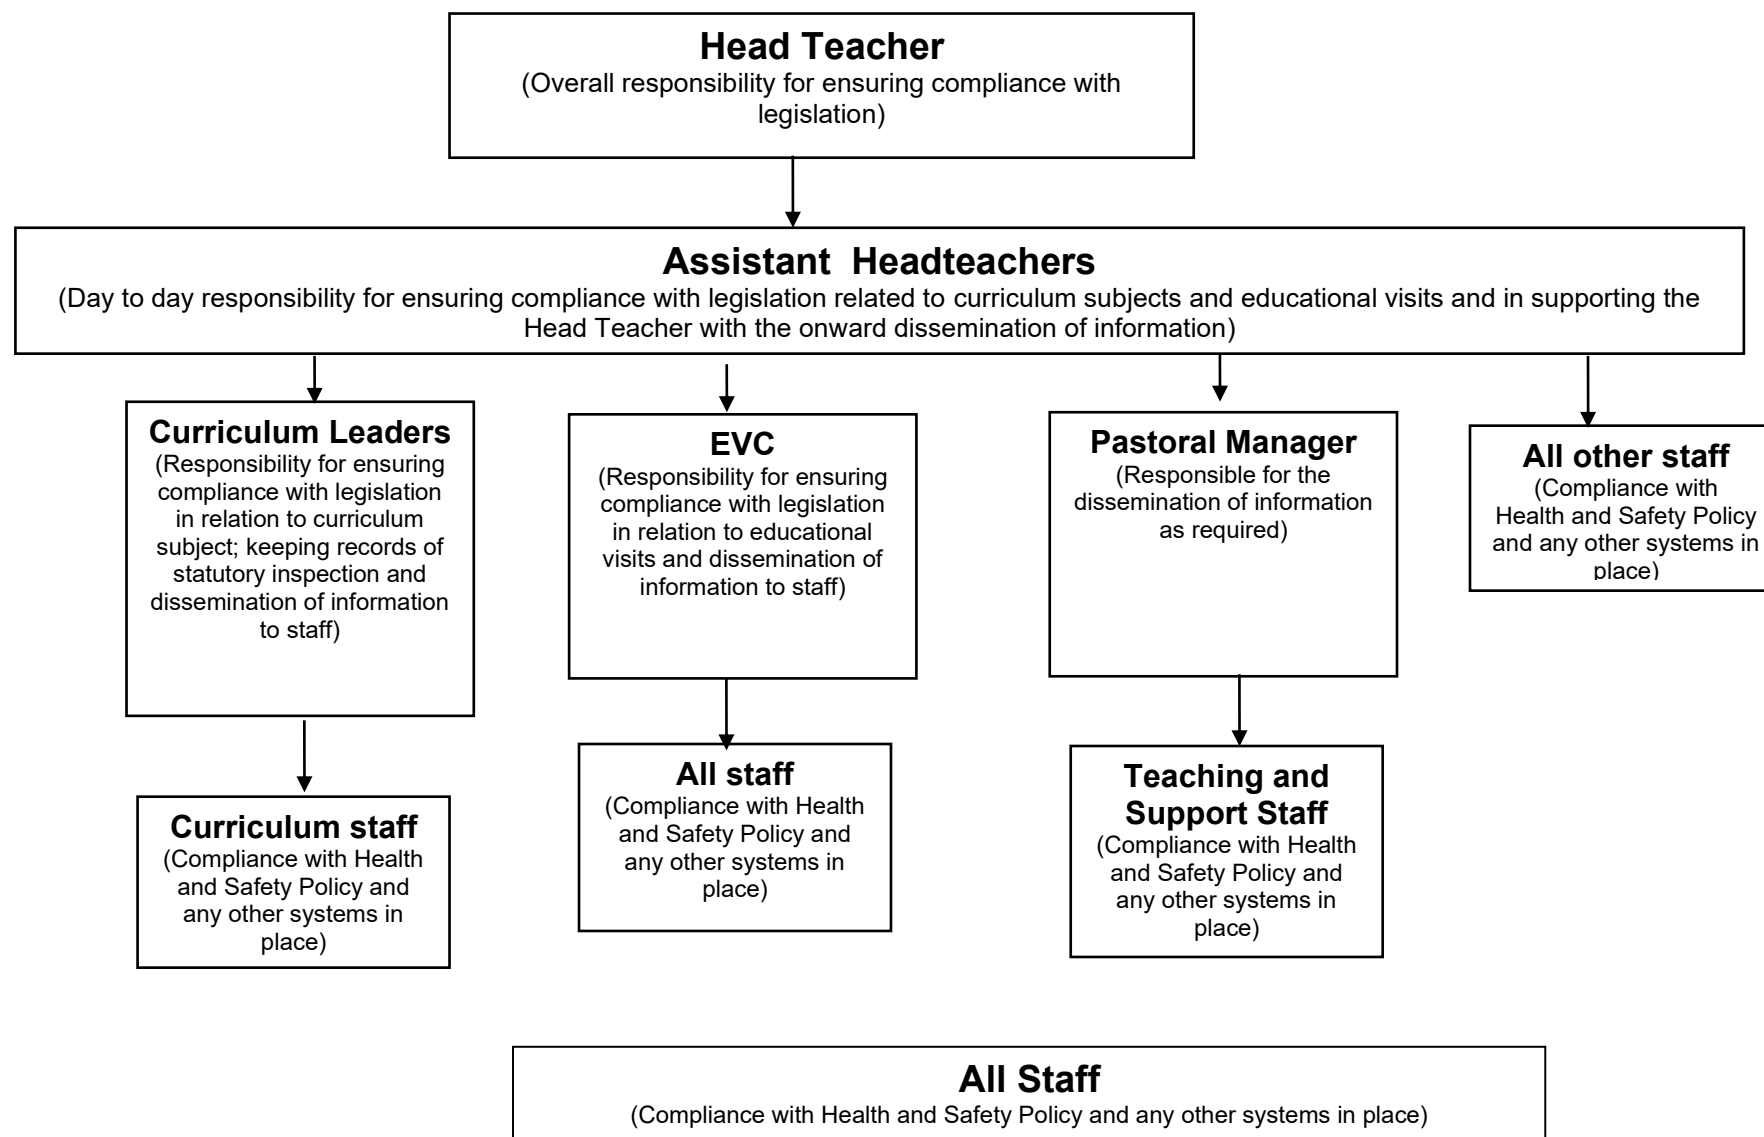 Head Teacher
(Overall responsibility for ensuring compliance with
legislation)
Assistant Headteachers
(Day to day responsibility for ensuring compliance with legislation related to curriculum subjects and educational visits and in supporting the
Head Teacher with the onward dissemination of information)
Curriculum Leaders
(Responsibility for ensuring
compliance with legislation
in relation to curriculum
subject; keeping records of
statutory inspection and
dissemination of information
to staff)
EVC
(Responsibility for ensuring
compliance with legislation
in relation to educational
visits and dissemination of
information to staff)
Pastoral Manager
(Responsible for the
dissemination of information
as required)
All other staff
(Compliance with
Health and Safety Policy
and any other systems in
place)
Curriculum staff
(Compliance with Health
and Safety Policy and
any other systems in
place)
All staff
(Compliance with Health
and Safety Policy and
any other systems in
place)
Teaching and
Support Staff
(Compliance with Health
and Safety Policy and
any other systems in
place)
All Staff
(Compliance with Health and Safety Policy and any other systems in place)